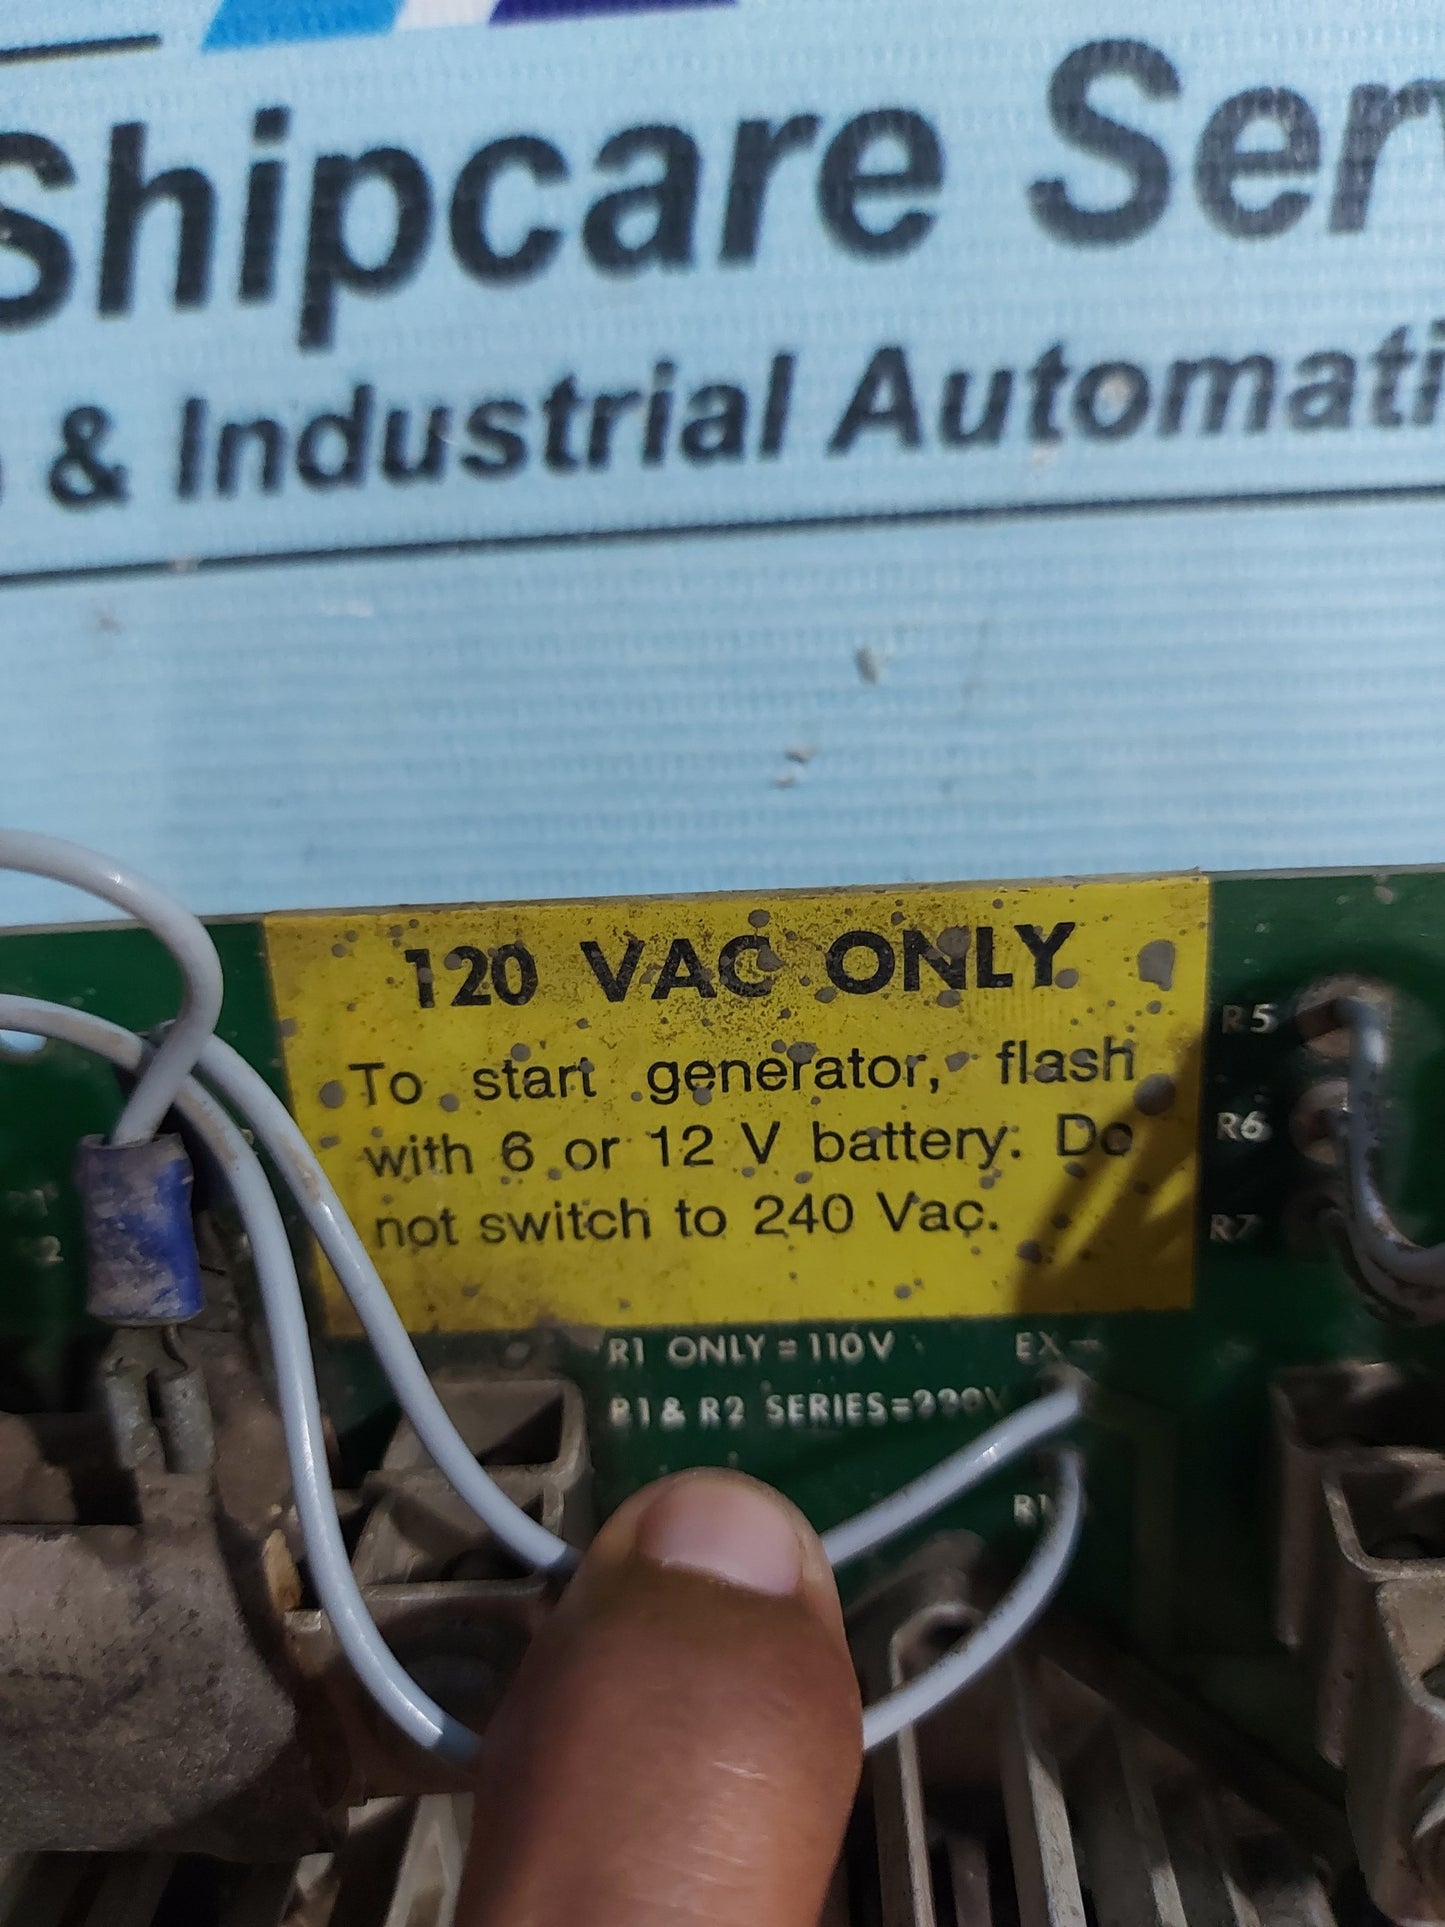 Shipcare Ser
& Industrial Automati
120 VAC ONLY
To start generator, flash
with 6 or 12 V battery. Do
not switch to 240 Vac.
R5
R6
R7
R1 ONLY = 110V
EX -
R1 & R2 SERIES=220V